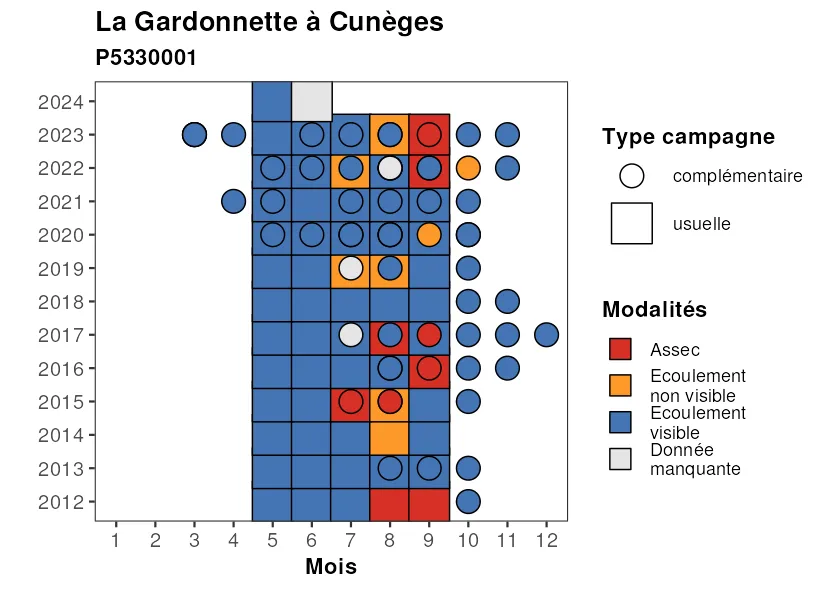 La Gardonnette à Cunèges
P5330001
2024
2023
2022
2021
2020
2019
2018
2017
2016
2015
2014
2013
2012
1 2 3 4 5 6 7 8 9 10 11 12
Mois
Type campagne
complémentaire
usuelle
Modalités
Assec
Ecoulement
non visible
Ecoulement
visible
Donnée
manquante